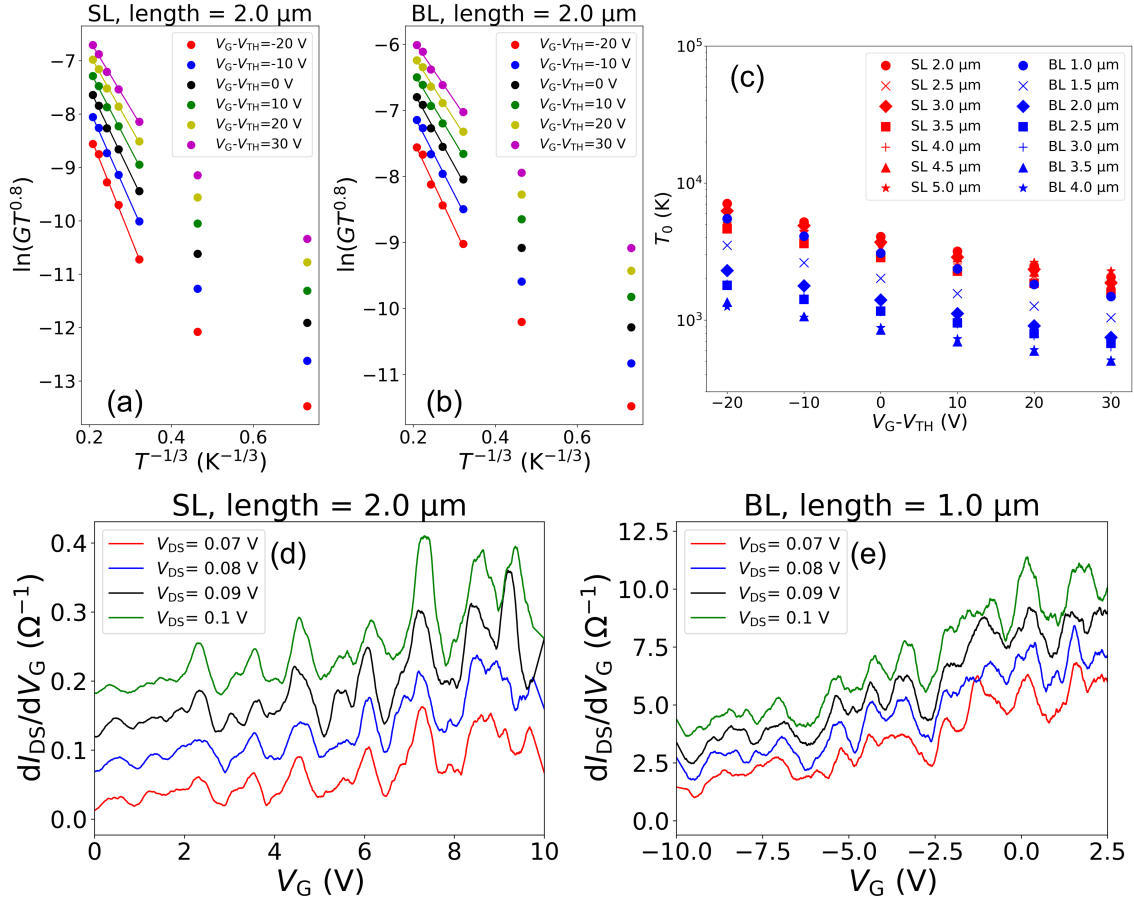 SL, length = 2.0 μm
ln(GT^0.8)
−7
−8
−9
−10
−11
−12
−13
V_G-V_TH=-20 V
V_G-V_TH=-10 V
V_G-V_TH=0 V
V_G-V_TH=10 V
V_G-V_TH=20 V
V_G-V_TH=30 V
(a)
0.2 0.4 0.6
T^−1/3 (K^−1/3)
BL, length = 2.0 μm
ln(GT^0.8)
−6
−7
−8
−9
−10
−11
V_G-V_TH=-20 V
V_G-V_TH=-10 V
V_G-V_TH=0 V
V_G-V_TH=10 V
V_G-V_TH=20 V
V_G-V_TH=30 V
(b)
0.2 0.4 0.6
T^−1/3 (K^−1/3)
(c)
T_0 (K)
10^5
10^4
10^3
SL 2.0 μm
SL 2.5 μm
SL 3.0 μm
SL 3.5 μm
SL 4.0 μm
SL 4.5 μm
SL 5.0 μm
BL 1.0 μm
BL 1.5 μm
BL 2.0 μm
BL 2.5 μm
BL 3.0 μm
BL 3.5 μm
BL 4.0 μm
−20 −10 0 10 20 30
V_G-V_TH (V)
SL, length = 2.0 μm
dI_DS/dV_G (Ω^−1)
0.4
0.3
0.2
0.1
0.0
V_DS= 0.07 V
V_DS= 0.08 V
V_DS= 0.09 V
V_DS= 0.1 V
(d)
0 2 4 6 8 10
V_G (V)
BL, length = 1.0 μm
dI_DS/dV_G (Ω^−1)
12.5
10.0
7.5
5.0
2.5
0.0
V_DS= 0.07 V
V_DS= 0.08 V
V_DS= 0.09 V
V_DS= 0.1 V
(e)
−10.0 −7.5 −5.0 −2.5 0.0 2.5
V_G (V)